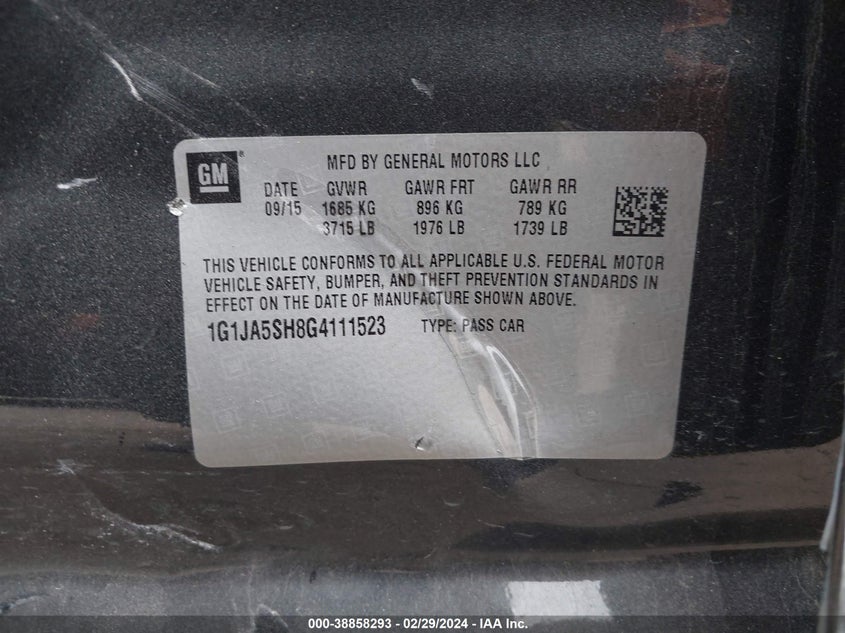 GM ®
MFD BY GENERAL MOTORS LLC
DATE GVWR GAWR FRT GAWR RR
09/15 1685 KG 896 KG 789 KG
3715 LB 1976 LB 1739 LB
THIS VEHICLE CONFORMS TO ALL APPLICABLE U.S. FEDERAL MOTOR
VEHICLE SAFETY, BUMPER, AND THEFT PREVENTION STANDARDS IN
EFFECT ON THE DATE OF MANUFACTURE SHOWN ABOVE.
1G1JA5SH8G4111523 TYPE: PASS CAR
000-38858293 - 02/29/2024 - IAA Inc.